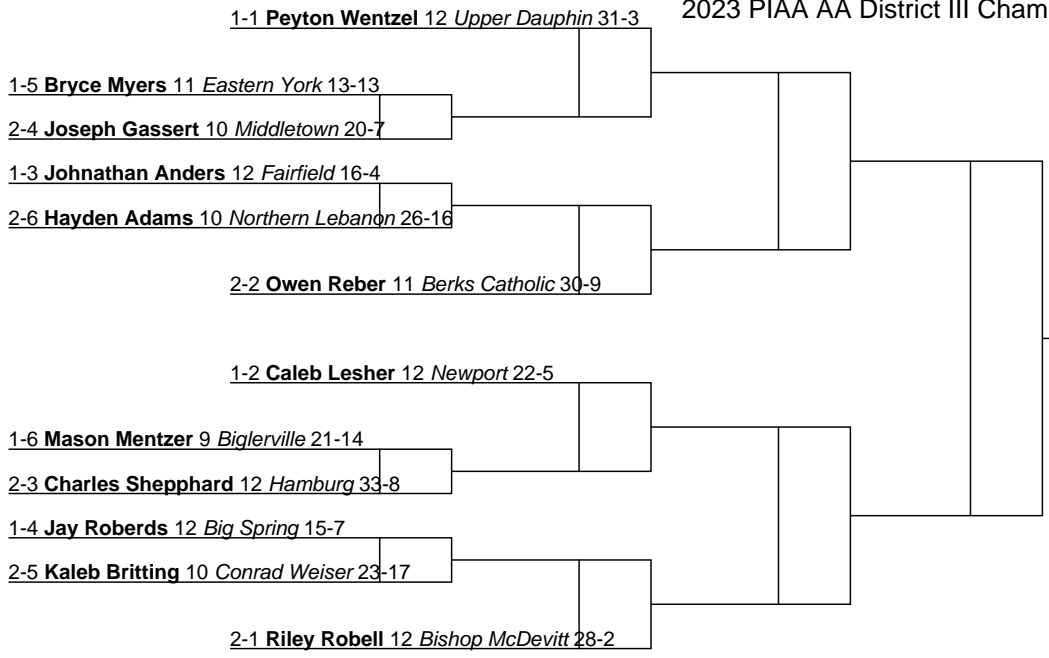 2023 PIAA AA District III Cham
1-1 Peyton Wentzel 12 Upper Dauphin 31-3
1-5 Bryce Myers 11 Eastern York 13-13
2-4 Joseph Gassert 10 Middletown 20-7
1-3 Johnathan Anders 12 Fairfield 16-4
2-6 Hayden Adams 10 Northern Lebanon 26-16
2-2 Owen Reber 11 Berks Catholic 30-9
1-2 Caleb Lesher 12 Newport 22-5
1-6 Mason Mentzer 9 Biglerville 21-14
2-3 Charles Shepphard 12 Hamburg 33-8
1-4 Jay Roberds 12 Big Spring 15-7
2-5 Kaleb Britting 10 Conrad Weiser 23-17
2-1 Riley Robell 12 Bishop McDevitt 28-2